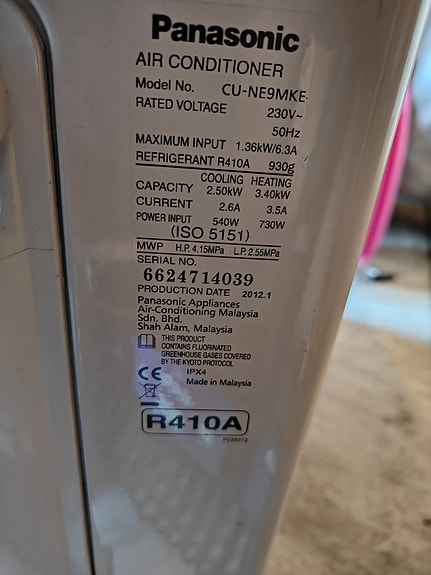 Panasonic
AIR CONDITIONER
Model No. CU-NE9MKE
RATED VOLTAGE 230V~
50Hz
MAXIMUM INPUT 1.36kW/6.3A
REFRIGERANT R410A 930g
COOLING HEATING
CAPACITY 2.50kW 3.40kW
CURRENT 2.6A 3.5A
POWER INPUT 540W 730W
(ISO 5151)
MWP H.P. 4.15MPa L.P. 2.55MPa
SERIAL NO.
6624714039
PRODUCTION DATE 2012.1
Panasonic Appliances
Air-Conditioning Malaysia
Sdn. Bhd.
Shah Alam, Malaysia
THIS PRODUCT
CONTAINS FLUORINATED
GREENHOUSE GASES COVERED
BY THE KYOTO PROTOCOL
CE IPX4
Made in Malaysia
R410A